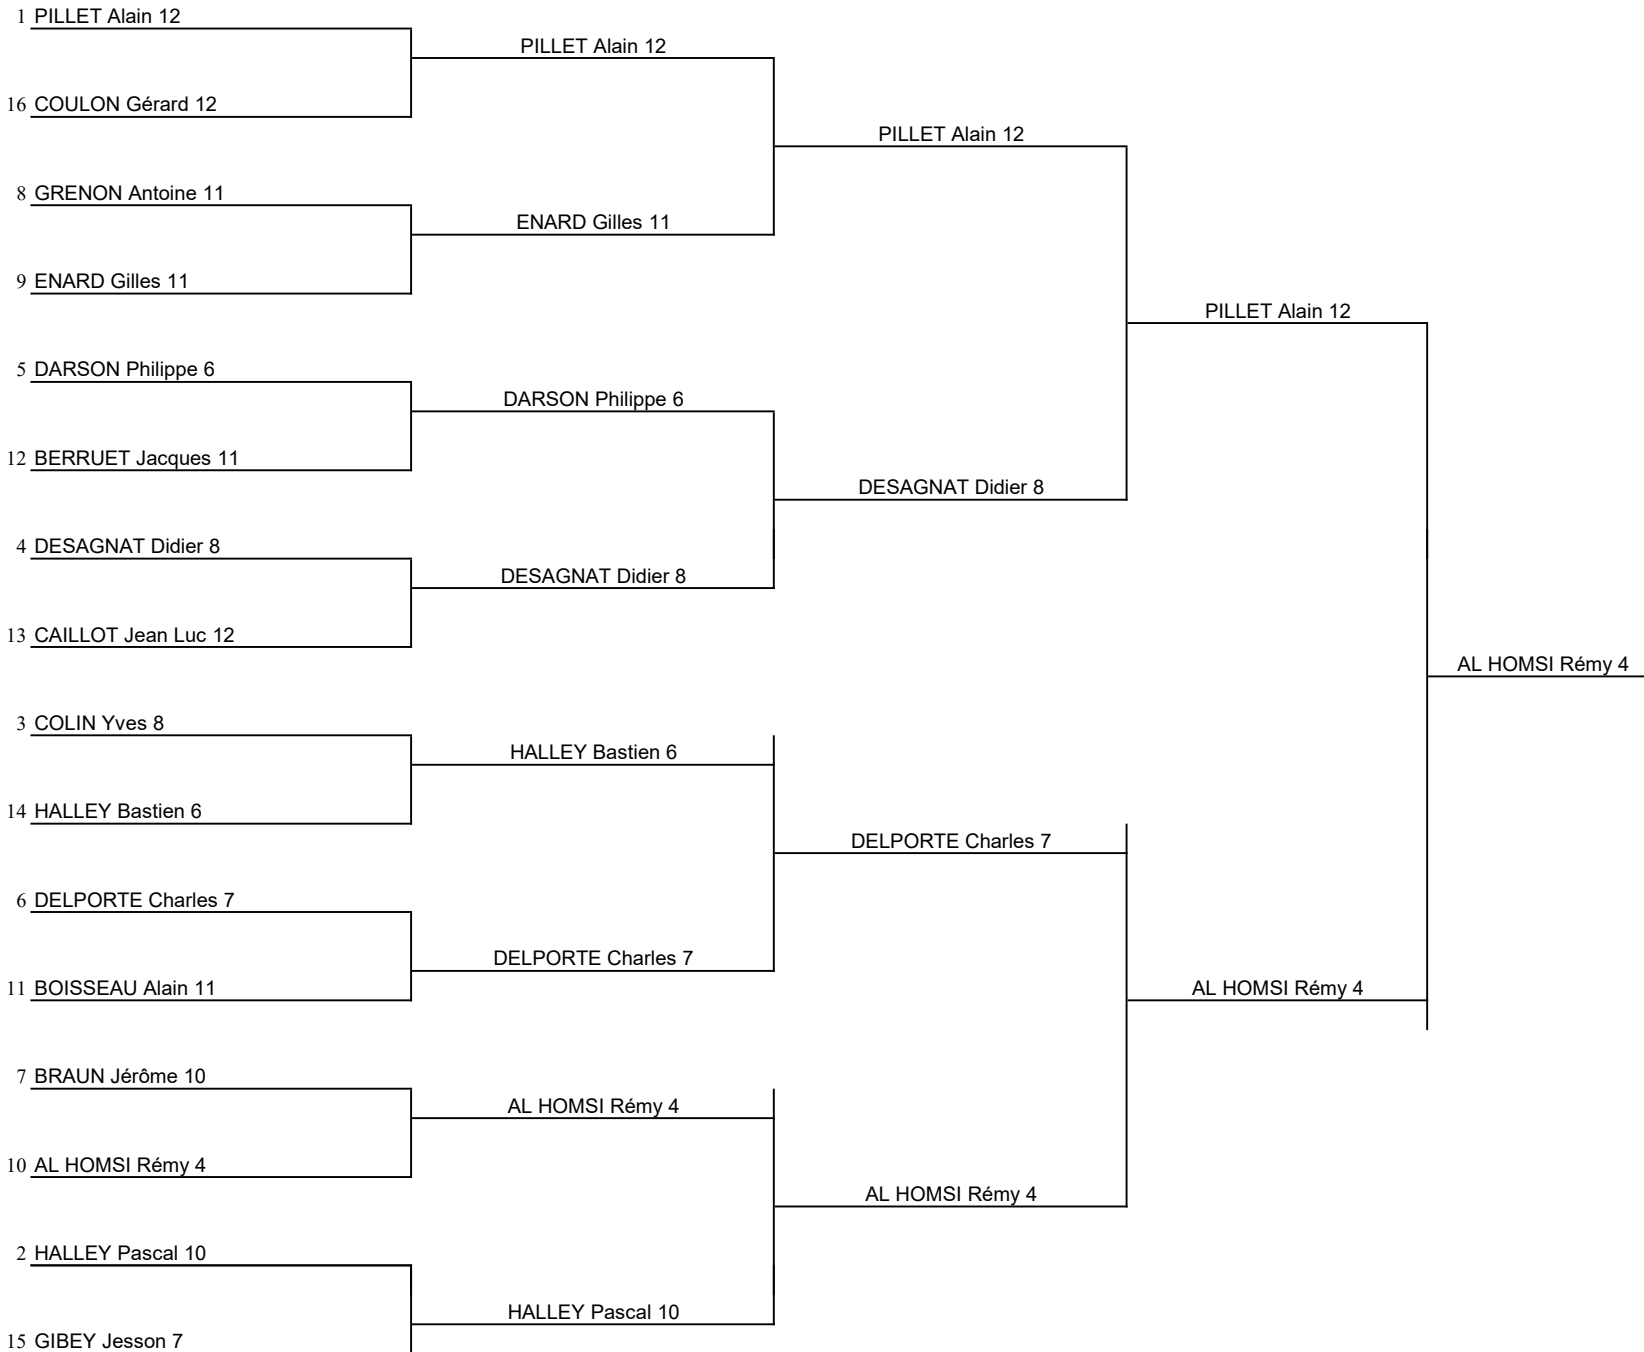 1 PILLET Alain 12
PILLET Alain 12
16 COULON Gérard 12
PILLET Alain 12
8 GRENON Antoine 11
ENARD Gilles 11
9 ENARD Gilles 11
PILLET Alain 12
5 DARSON Philippe 6
DARSON Philippe 6
12 BERRUET Jacques 11
DESAGNAT Didier 8
4 DESAGNAT Didier 8
DESAGNAT Didier 8
13 CAILLOT Jean Luc 12
AL HOMSI Rémy 4
3 COLIN Yves 8
HALLEY Bastien 6
14 HALLEY Bastien 6
DELPORTE Charles 7
6 DELPORTE Charles 7
DELPORTE Charles 7
11 BOISSEAU Alain 11
AL HOMSI Rémy 4
7 BRAUN Jérôme 10
AL HOMSI Rémy 4
10 AL HOMSI Rémy 4
AL HOMSI Rémy 4
2 HALLEY Pascal 10
HALLEY Pascal 10
15 GIBEY Jesson 7